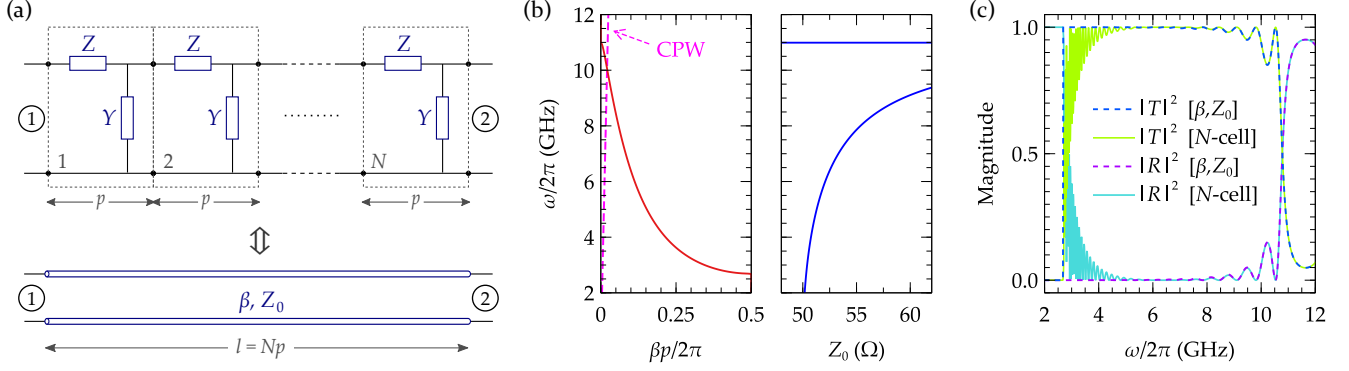 (a)
Z Z Z
Y Y Y
1 2
1 2 N
p p p
⇕
1 2
β, Z₀
l = Np
(b)
ω/2π (GHz)
12
10
8
6
4
2
CPW
0 0.25 0.5
βp/2π
50 55 60
Z₀ (Ω)
(c)
Magnitude
1.0
0.5
0.0
|T|² [β,Z₀]
|T|² [N-cell]
|R|² [β,Z₀]
|R|² [N-cell]
2 4 6 8 10 12
ω/2π (GHz)